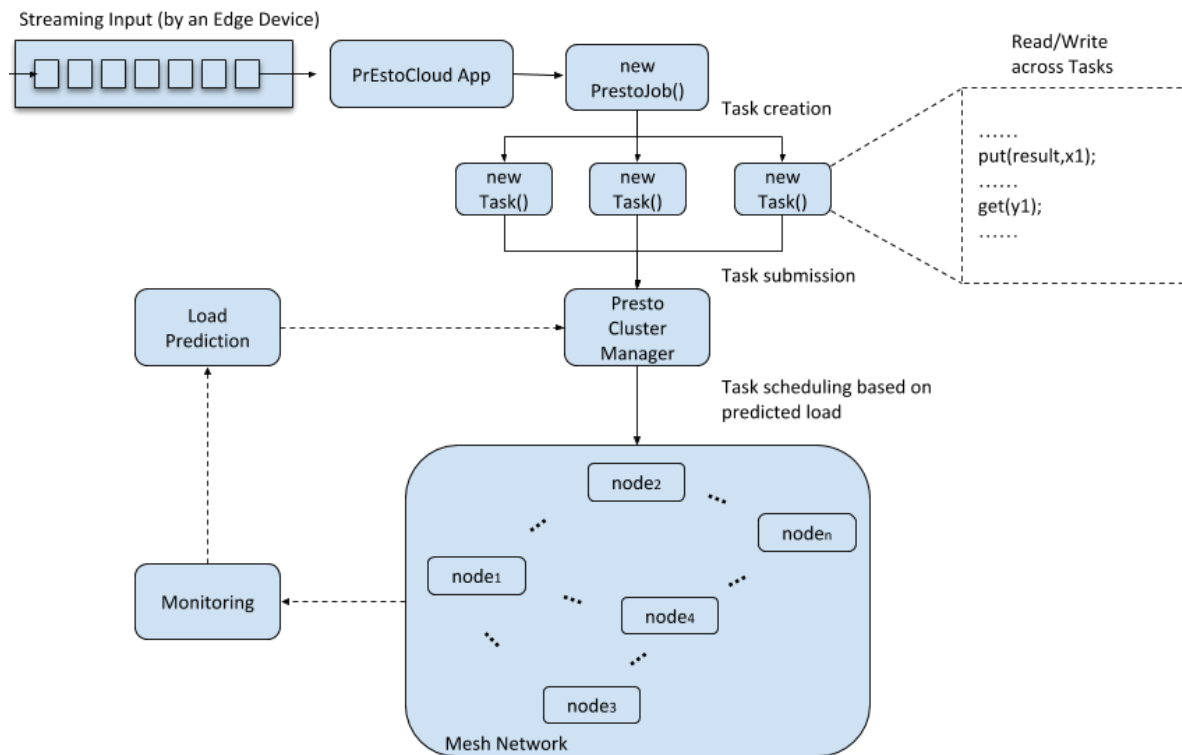 Streaming Input (by an Edge Device)
PrEstoCloud App
new
PrestoJob()
Read/Write
across Tasks
Task creation
new
Task()
new
Task()
new
Task()
......
put(result,x1);
......
get(y1);
......
Task submission
Load
Prediction
Presto
Cluster
Manager
Task scheduling based on
predicted load
node2
noden
node1
Monitoring
node4
node3
Mesh Network